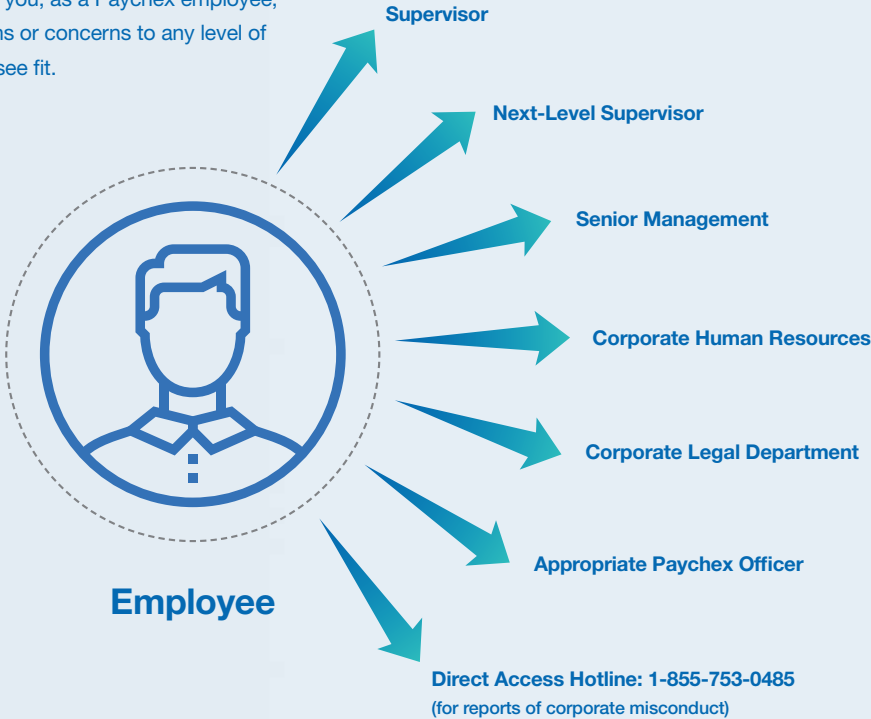 you, as a Paychex employee,
ns or concerns to any level of
see fit.
Supervisor
Next-Level Supervisor
Senior Management
Corporate Human Resources
Corporate Legal Department
Appropriate Paychex Officer
Employee
Direct Access Hotline: 1-855-753-0485
(for reports of corporate misconduct)